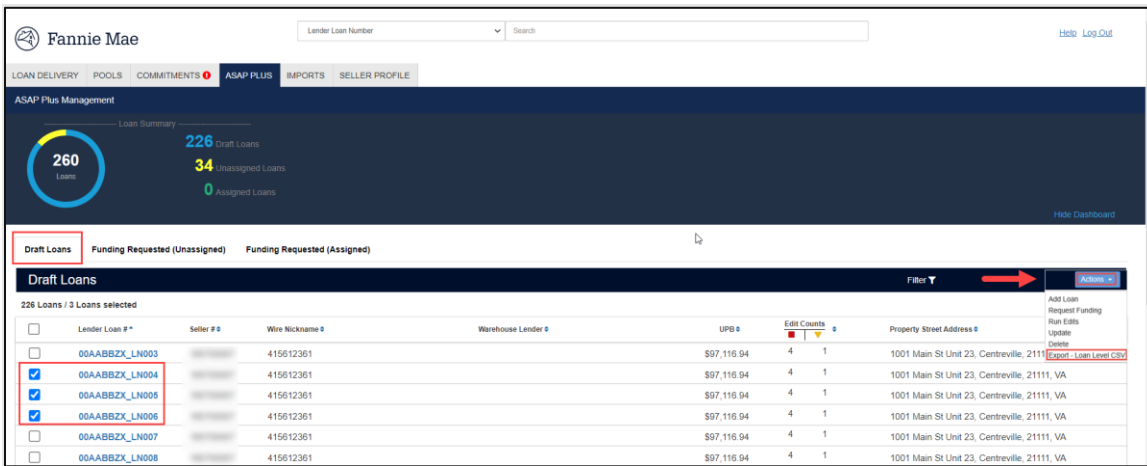 Fannie Mae
Lender Loan Number Search
Help Log Out
LOAN DELIVERY POOLS COMMITMENTS ASAP PLUS IMPORTS SELLER PROFILE
ASAP Plus Management
Loan Summary
260
Loans
226 Draft Loans
34 Unassigned Loans
0 Assigned Loans
Hide Dashboard
Draft Loans Funding Requested (Unassigned) Funding Requested (Assigned)
Draft Loans Filter Actions
Add Loan
Request Funding
Run Edits
Update
Delete
Export - Loan Level CSV
226 Loans / 3 Loans selected
Lender Loan # Seller # Wire Nickname Warehouse Lender UPB Edit Counts Property Street Address
00AABBZX_LN003 415612361 $97,116.94 4 1 1001 Main St Unit 23, Centreville, 211
00AABBZX_LN004 415612361 $97,116.94 4 1 1001 Main St Unit 23, Centreville, 21111, VA
00AABBZX_LN005 415612361 $97,116.94 4 1 1001 Main St Unit 23, Centreville, 21111, VA
00AABBZX_LN006 415612361 $97,116.94 4 1 1001 Main St Unit 23, Centreville, 21111, VA
00AABBZX_LN007 415612361 $97,116.94 4 1 1001 Main St Unit 23, Centreville, 21111, VA
00AABBZX_LN008 415612361 $97,116.94 4 1 1001 Main St Unit 23, Centreville, 21111, VA